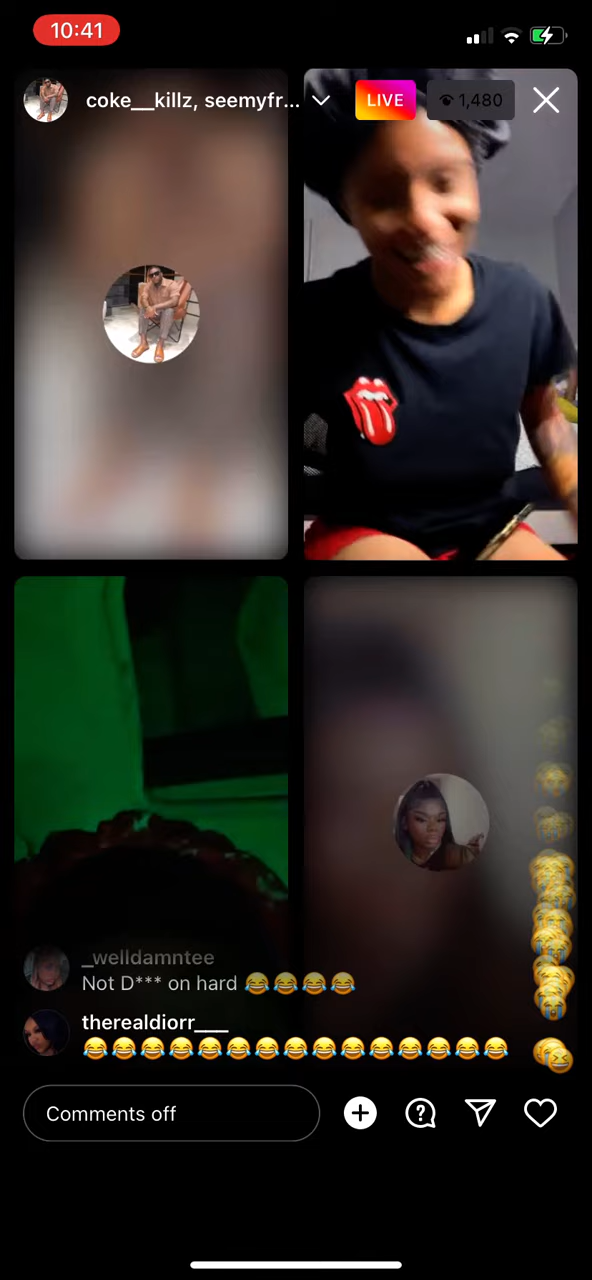 10:41
coke__killz, seemyfr...
LIVE
1,480
_welldamntee
Not D*** on hard 😂😂😂😂
therealdiorr___
😂😂😂😂😂😂😂😂😂😂😂😂😂😂😂
Comments off